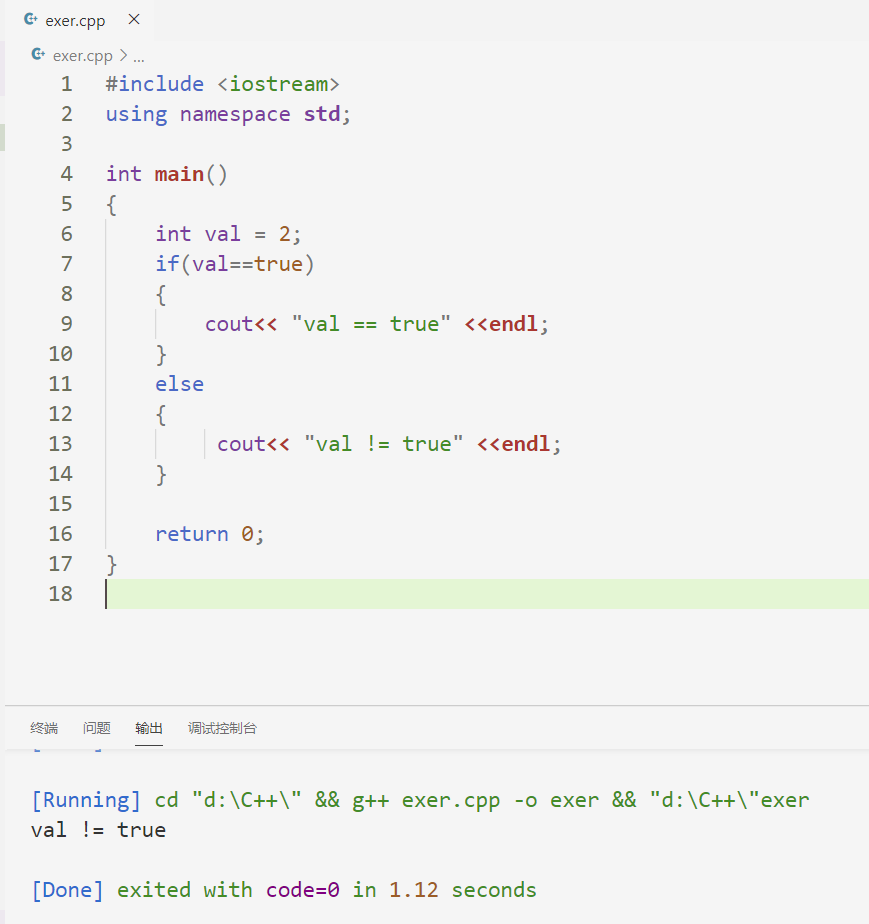 exer.cpp ×
exer.cpp > ...
1 #include <iostream>
2 using namespace std;
3
4 int main()
5 {
6     int val = 2;
7     if(val==true)
8     {
9         cout<< "val == true" <<endl;
10     }
11     else
12     {
13          cout<< "val != true" <<endl;
14     }
15
16     return 0;
17 }
18
终端 问题 输出 调试控制台
[Running] cd "d:\C++\" && g++ exer.cpp -o exer && "d:\C++\"exer
val != true
[Done] exited with code=0 in 1.12 seconds